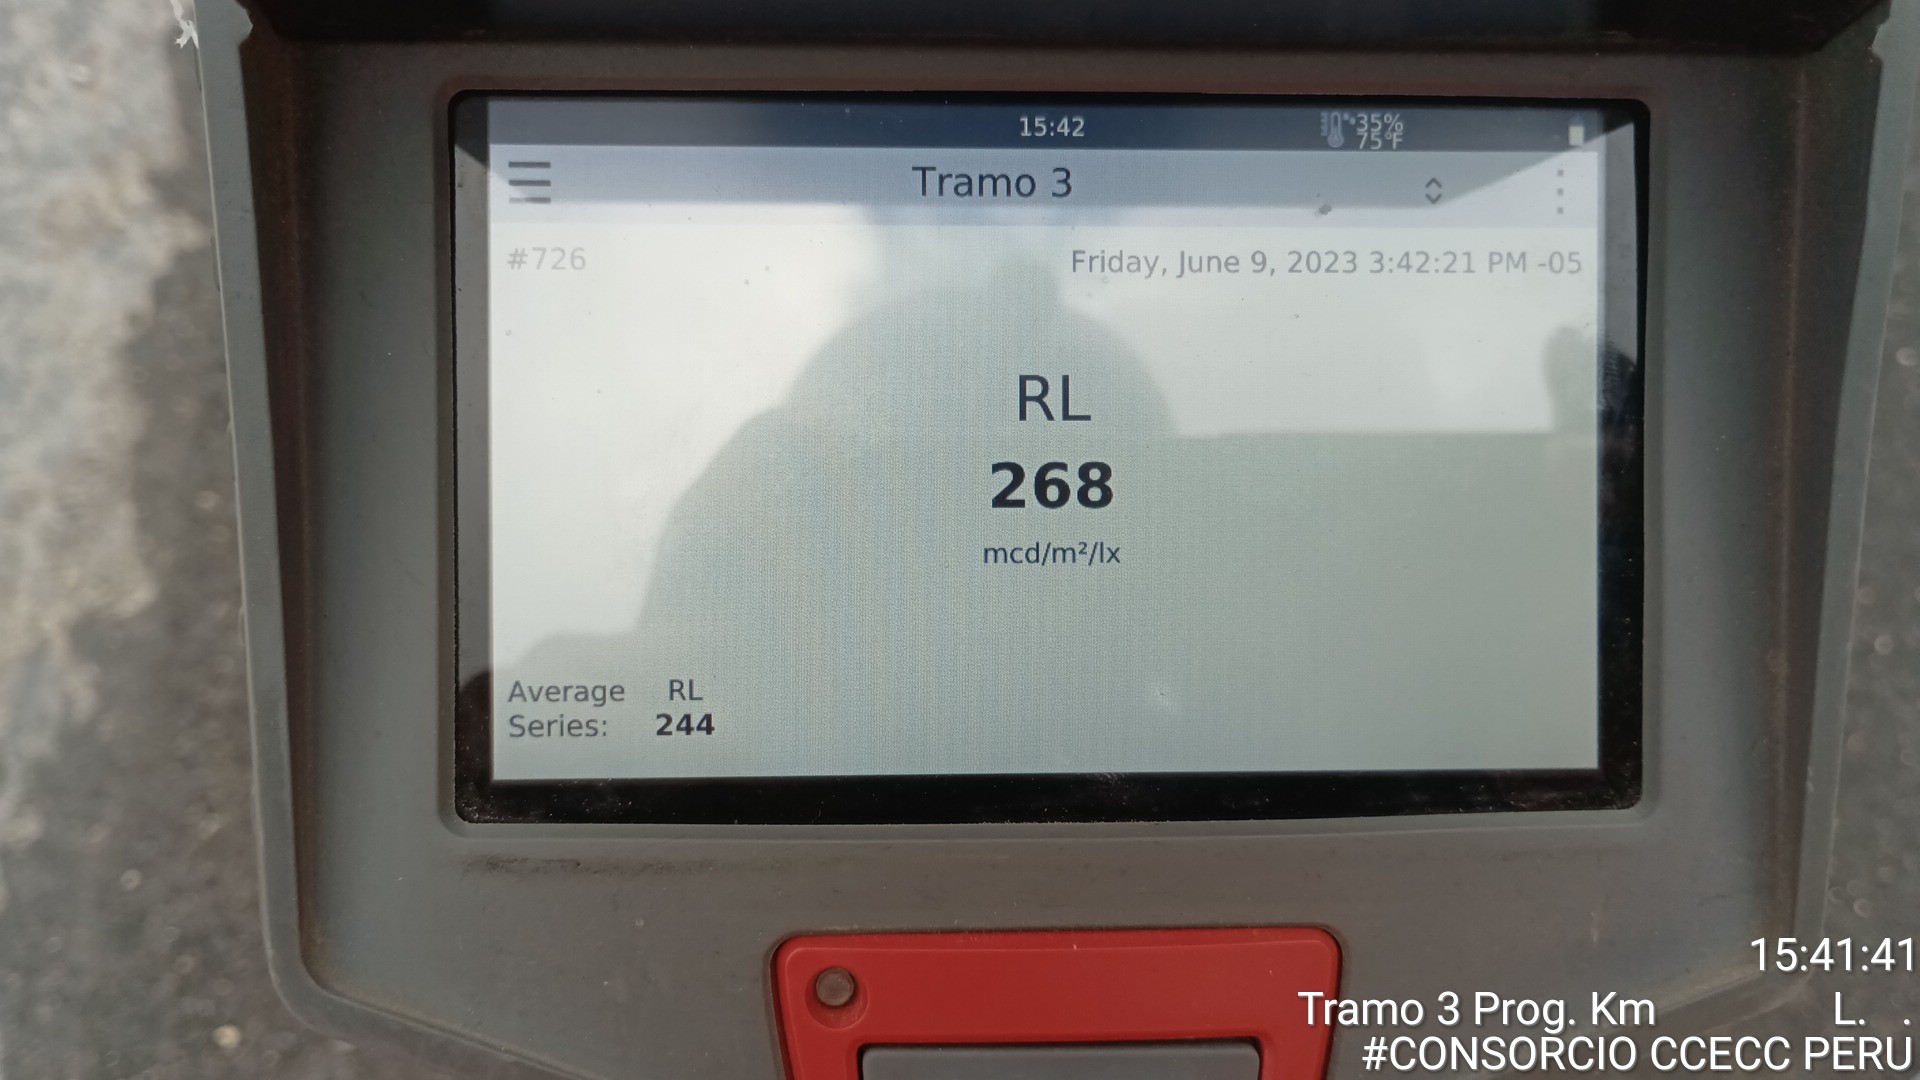 15:42
35%
75°F
Tramo 3
#726
Friday, June 9, 2023 3:42:21 PM -05
RL
268
mcd/m²/lx
Average RL
Series: 244
15:41:41
Tramo 3 Prog. Km L. .
#CONSORCIO CCECC PERU